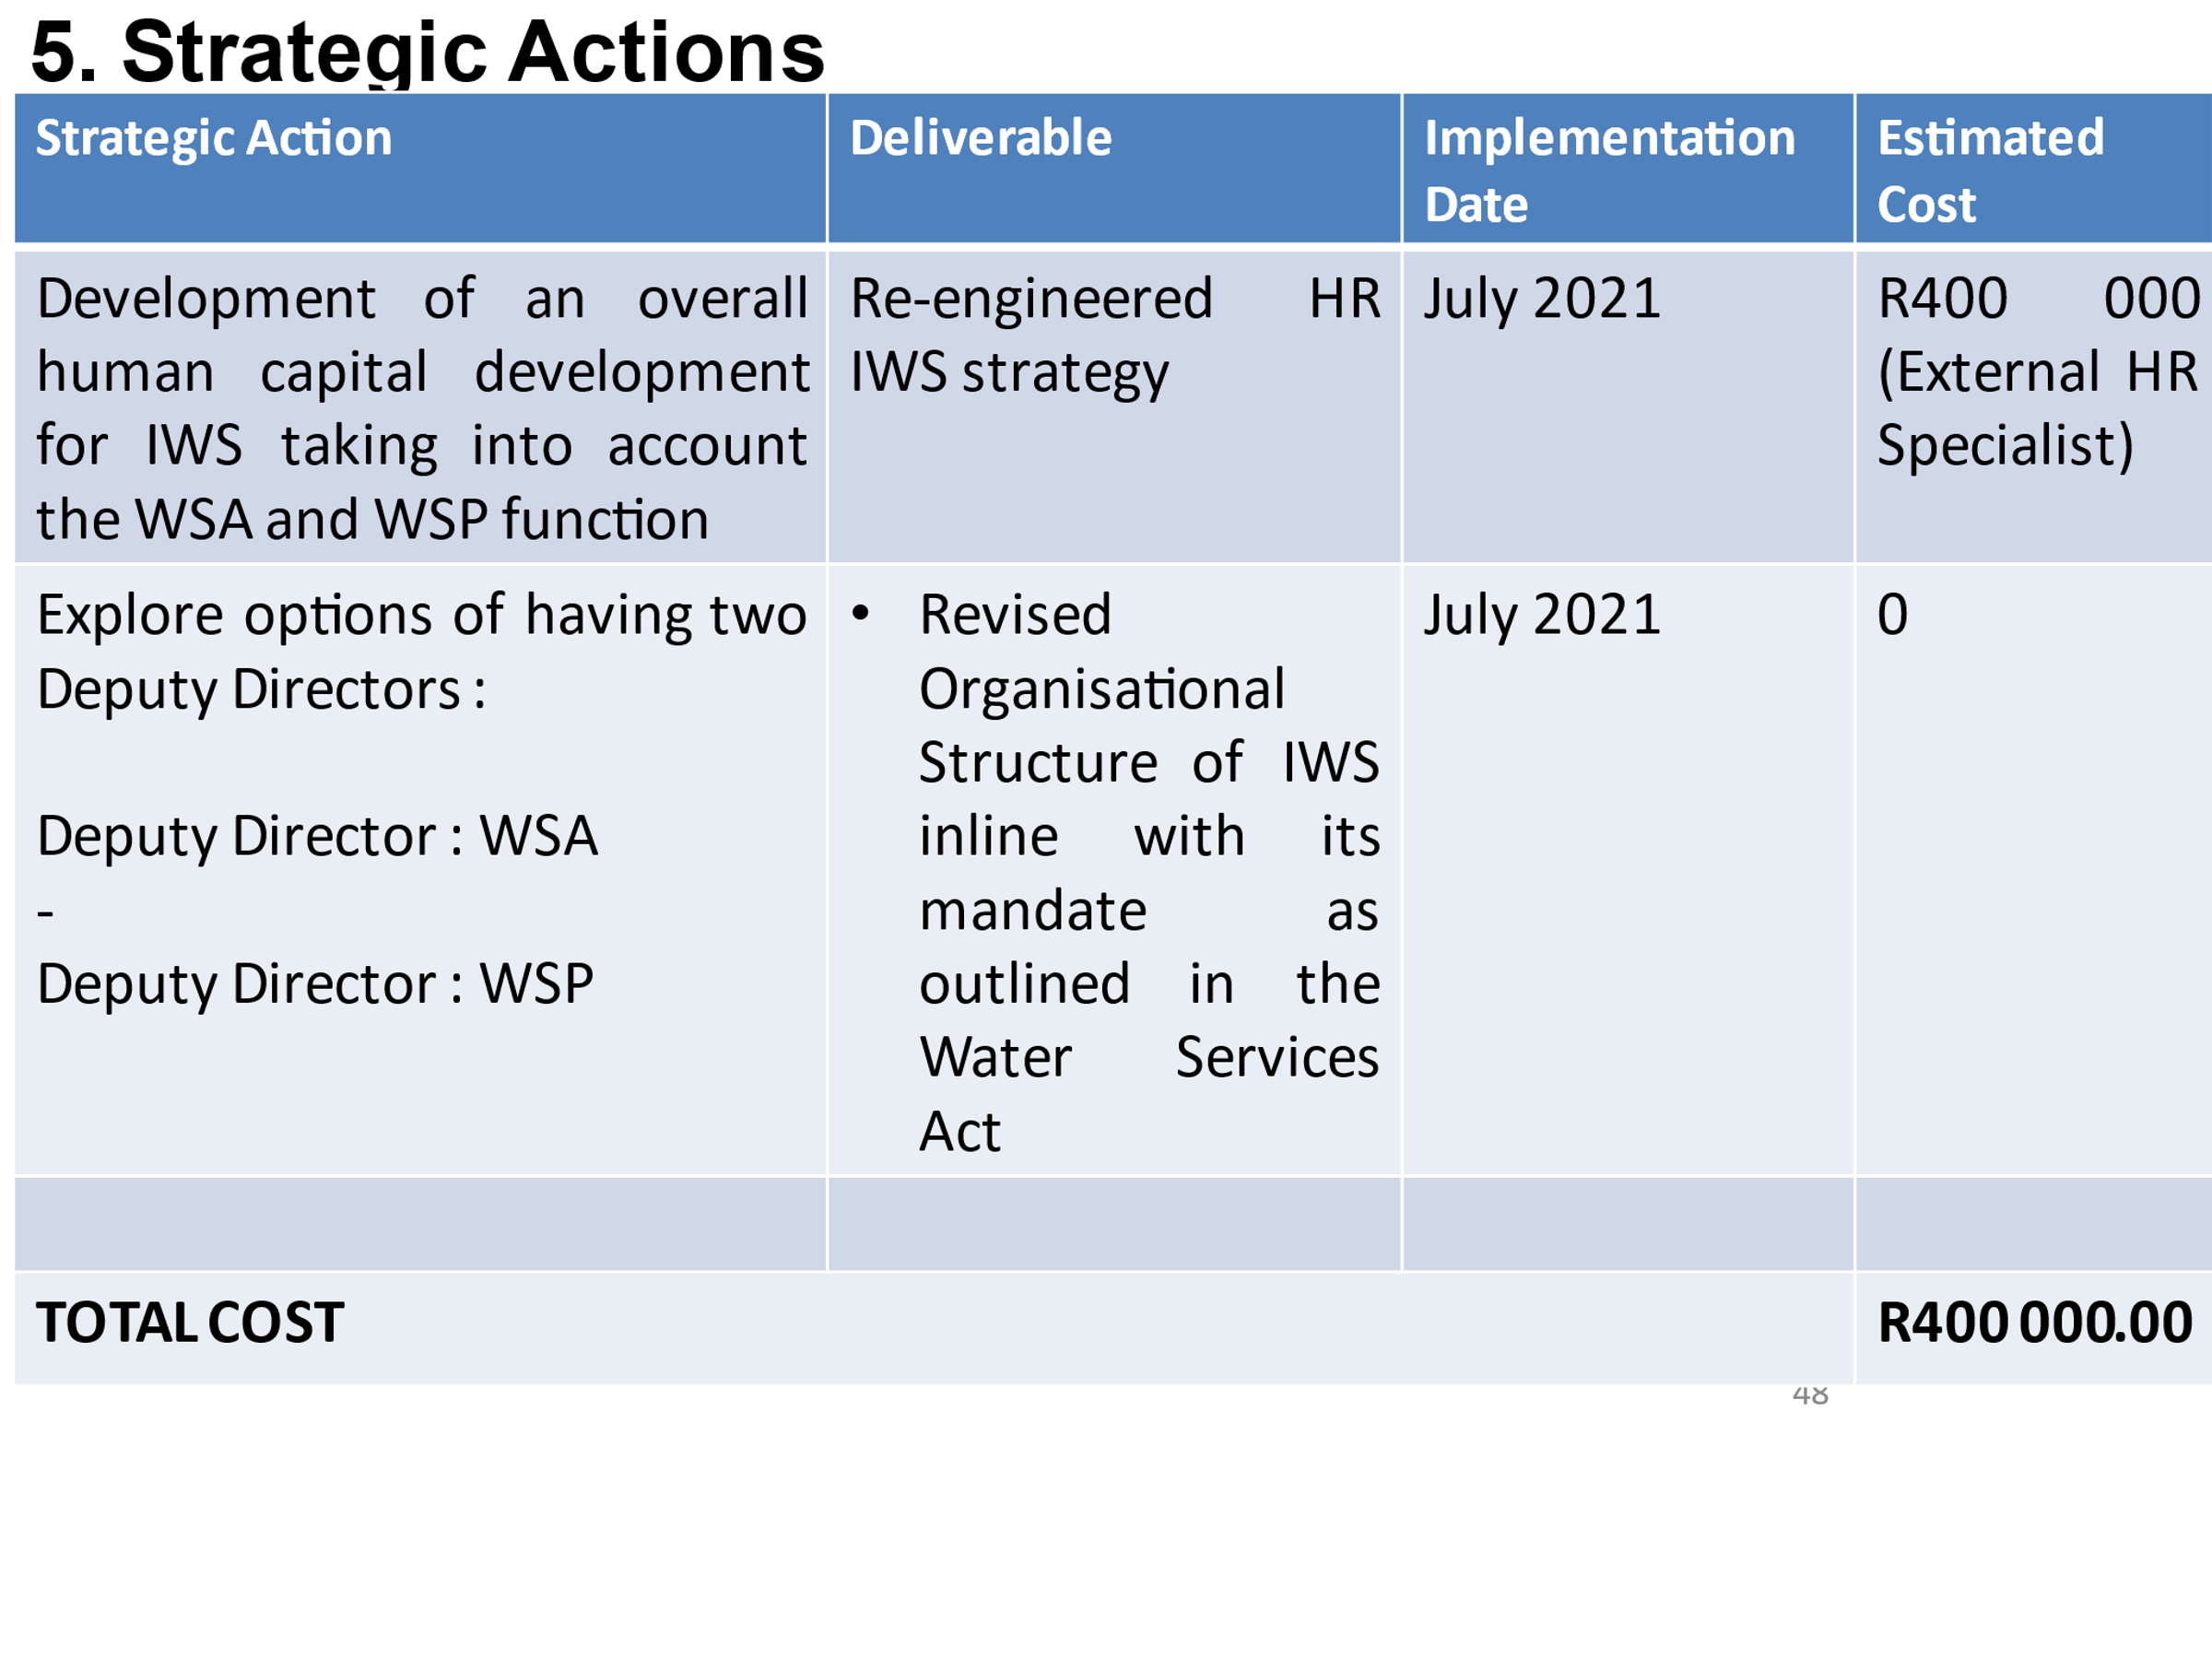 5. Strategic Actions
Strategic Action
Deliverable
Implementation
Date
Estimated
Cost
Development of an overall
human capital development
for IWS taking into account
the WSA and WSP function
Re-engineered HR
IWS strategy
July 2021
R400 000
(External HR
Specialist)
Explore options of having two
Deputy Directors :
Deputy Director : WSA
-
Deputy Director : WSP
• Revised
Organisational
Structure of IWS
inline with its
mandate as
outlined in the
Water Services
Act
July 2021
0
TOTAL COST
R400 000.00
48